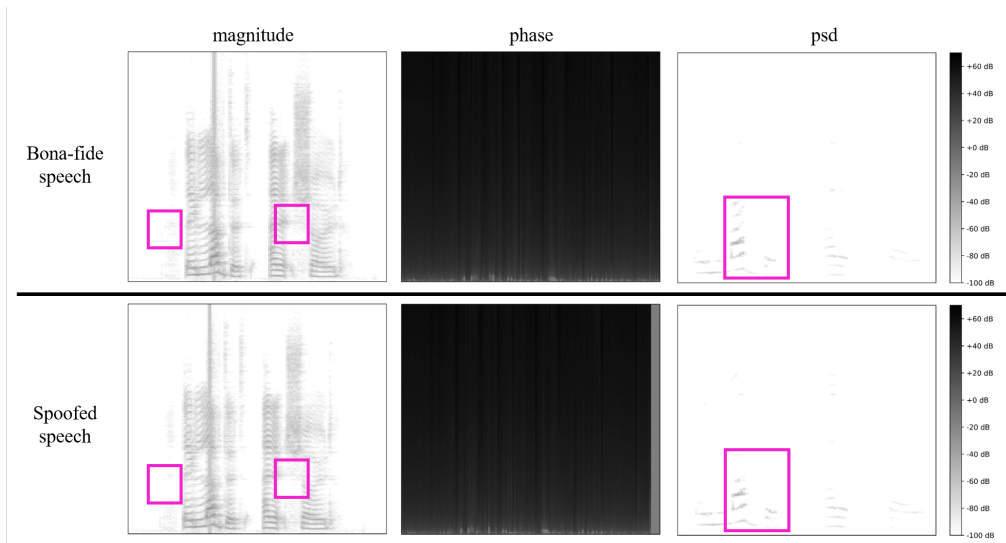 magnitude phase psd
Bona-fide
speech
+60 dB
+40 dB
+20 dB
+0 dB
-20 dB
-40 dB
-60 dB
-80 dB
-100 dB
Spoofed
speech
+60 dB
+40 dB
+20 dB
+0 dB
-20 dB
-40 dB
-60 dB
-80 dB
-100 dB